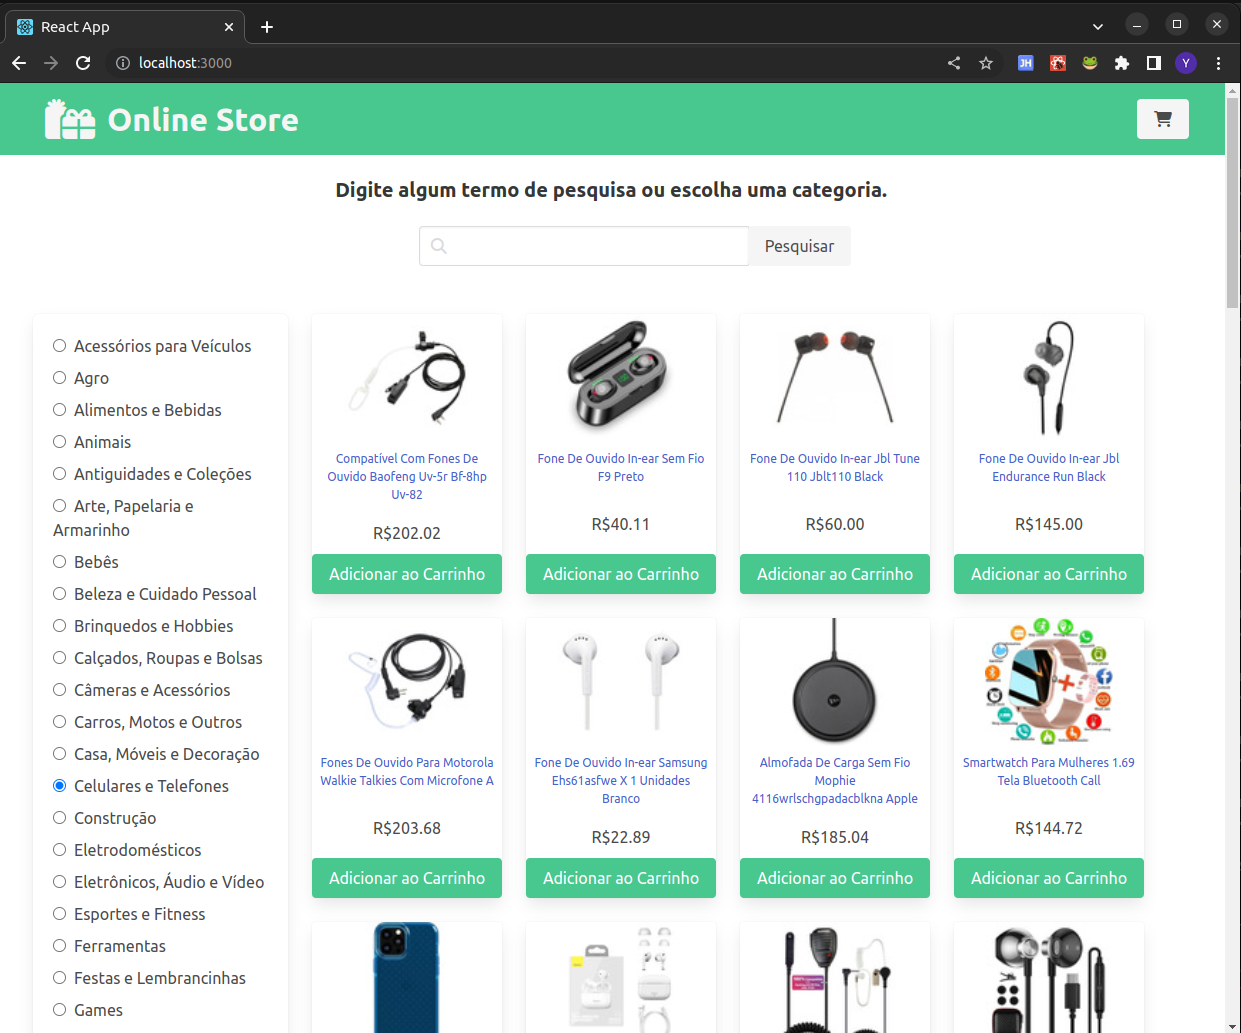 React App
localhost:3000
JH
Y
Online Store
Digite algum termo de pesquisa ou escolha uma categoria.
Pesquisar
Acessórios para Veículos
Agro
Alimentos e Bebidas
Animais
Antiguidades e Coleções
Arte, Papelaria e
Armarinho
Bebês
Beleza e Cuidado Pessoal
Brinquedos e Hobbies
Calçados, Roupas e Bolsas
Câmeras e Acessórios
Carros, Motos e Outros
Casa, Móveis e Decoração
Celulares e Telefones
Construção
Eletrodomésticos
Eletrônicos, Áudio e Vídeo
Esportes e Fitness
Ferramentas
Festas e Lembrancinhas
Games
Compatível Com Fones De
Ouvido Baofeng Uv-5r Bf-8hp
Uv-82
R$202.02
Adicionar ao Carrinho
Fone De Ouvido In-ear Sem Fio
F9 Preto
R$40.11
Adicionar ao Carrinho
Fone De Ouvido In-ear Jbl Tune
110 Jblt110 Black
R$60.00
Adicionar ao Carrinho
Fone De Ouvido In-ear Jbl
Endurance Run Black
R$145.00
Adicionar ao Carrinho
Fones De Ouvido Para Motorola
Walkie Talkies Com Microfone A
R$203.68
Adicionar ao Carrinho
Fone De Ouvido In-ear Samsung
Ehs61asfwe X 1 Unidades
Branco
R$22.89
Adicionar ao Carrinho
Almofada De Carga Sem Fio
Mophie
4116wrlschgpadacblkna Apple
R$185.04
Adicionar ao Carrinho
Smartwatch Para Mulheres 1.69
Tela Bluetooth Call
R$144.72
Adicionar ao Carrinho